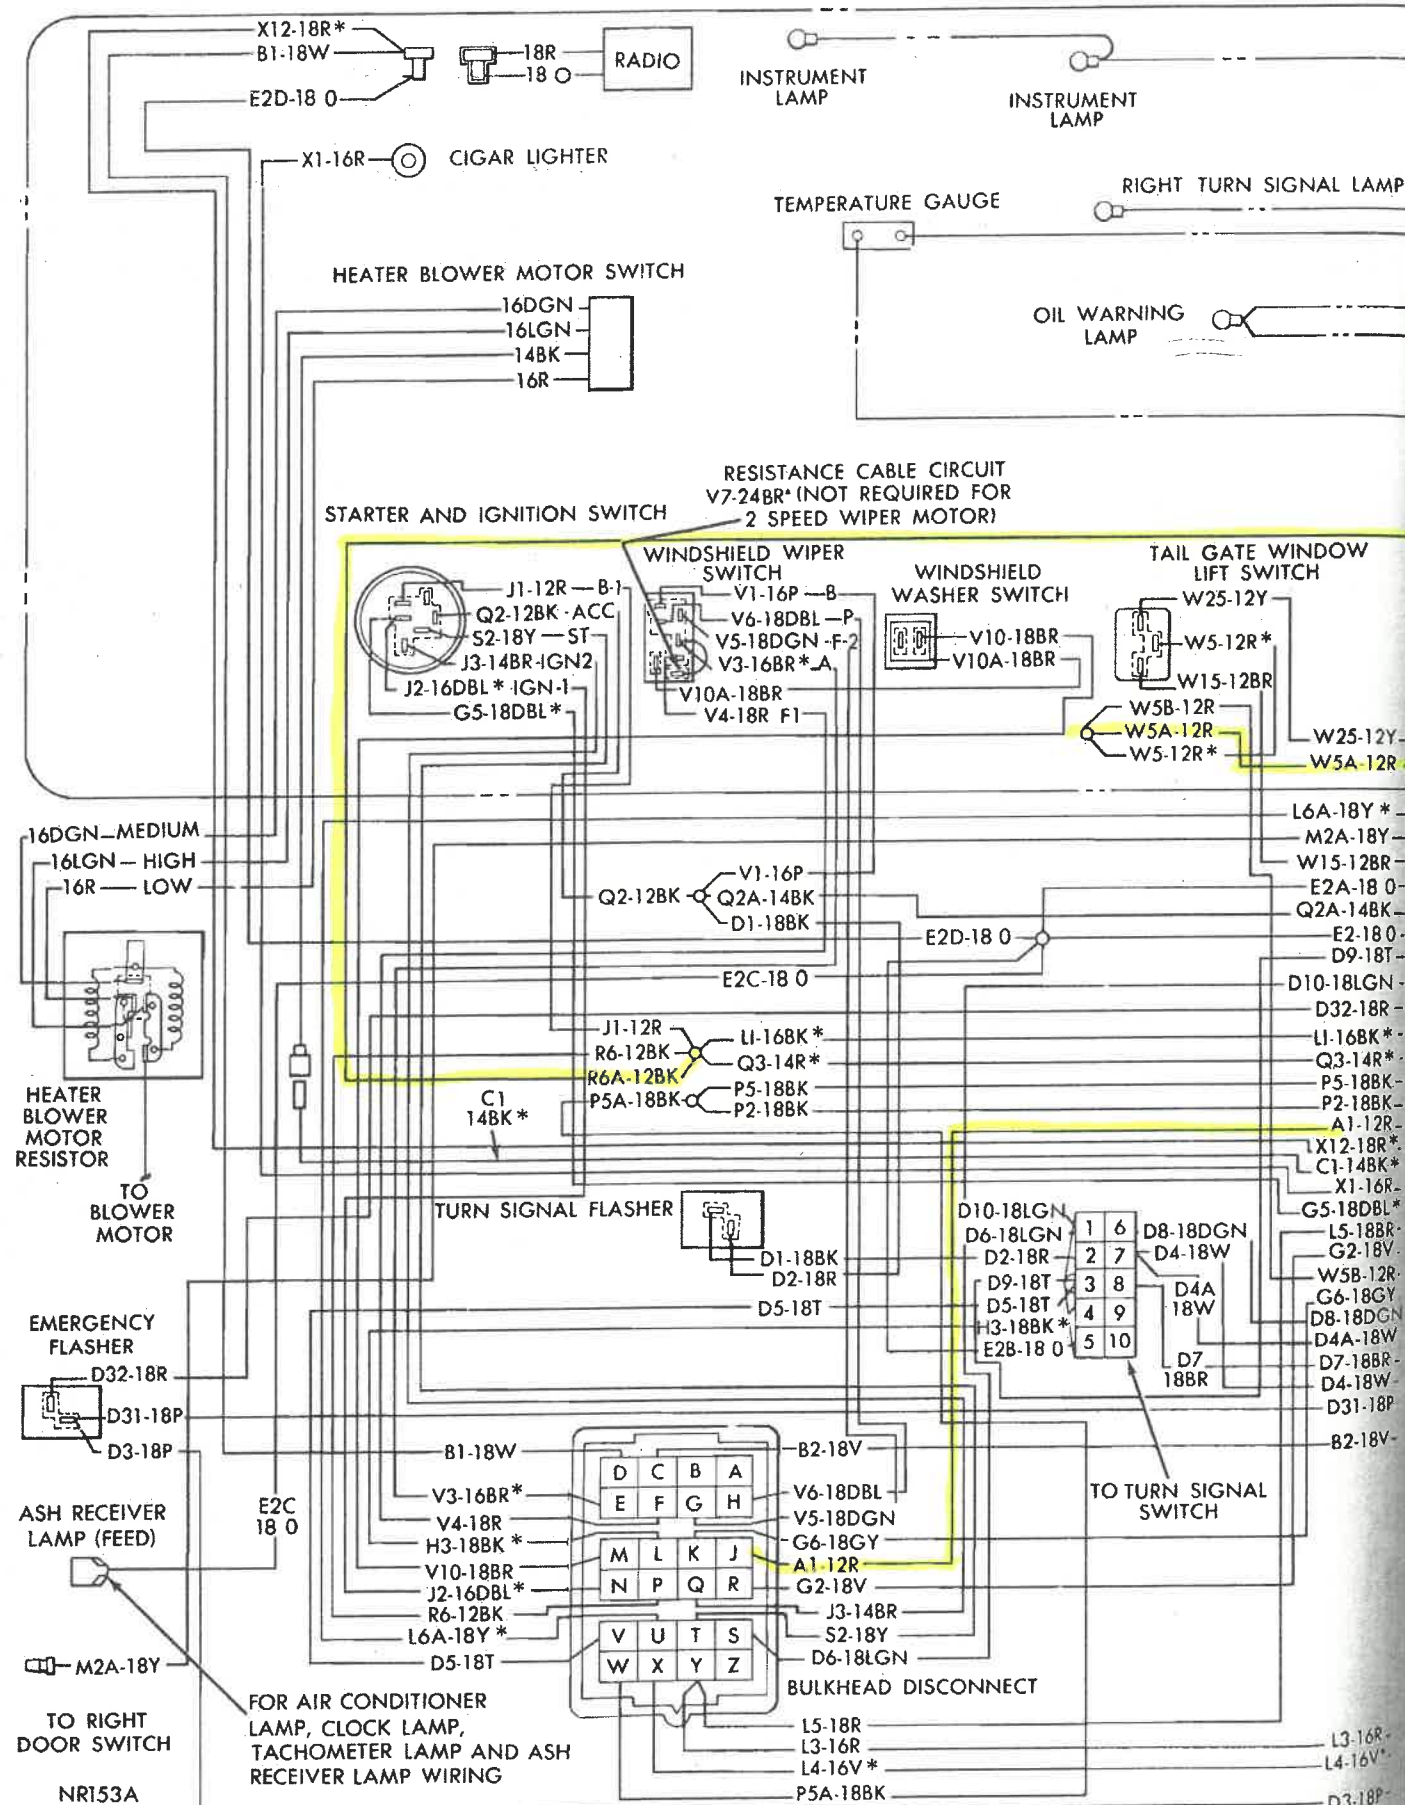 X12-18R*
B1-18W
E2D-18 O
18R
18 O
RADIO
INSTRUMENT
LAMP
INSTRUMENT
LAMP
X1-16R
CIGAR LIGHTER
TEMPERATURE GAUGE
RIGHT TURN SIGNAL LAMP
HEATER BLOWER MOTOR SWITCH
16DGN
16LGN
14BK
16R
OIL WARNING
LAMP
RESISTANCE CABLE CIRCUIT
V7-24BR* (NOT REQUIRED FOR
2 SPEED WIPER MOTOR)
STARTER AND IGNITION SWITCH
J1-12R — B-1
Q2-12BK - ACC
S2-18Y — ST
J3-14BR-IGN2
J2-16DBL* -IGN-1
G5-18DBL*
WINDSHIELD WIPER
SWITCH
V1-16P — B
V6-18DBL — P
V5-18DGN -F-2
V3-16BR*-A
V10A-18BR
V4-18R F1
WINDSHIELD
WASHER SWITCH
V10-18BR
V10A-18BR
TAIL GATE WINDOW
LIFT SWITCH
W25-12Y
W5-12R*
W15-12BR
W5B-12R
W5A-12R
W5-12R*
W25-12Y
W5A-12R
L6A-18Y*
M2A-18Y
W15-12BR
E2A-18 O
Q2A-14BK
E2-18 O
D9-18T
D10-18LGN
D32-18R
L1-16BK*
Q3-14R*
P5-18BK
P2-18BK
A1-12R
X12-18R*
C1-14BK*
X1-16R
G5-18DBL*
L5-18BR
G2-18V
W5B-12R
G6-18GY
D8-18DGN
D4A-18W
D7-18BR
D4-18W
D31-18P
B2-18V
16DGN — MEDIUM
16LGN — HIGH
16R — LOW
HEATER
BLOWER
MOTOR
RESISTOR
TO
BLOWER
MOTOR
Q2-12BK
V1-16P
Q2A-14BK
D1-18BK
E2D-18 O
E2C-18 O
J1-12R
R6-12BK
R6A-12BK
L1-16BK*
Q3-14R*
P5A-18BK
P5-18BK
P2-18BK
C1
14BK*
TURN SIGNAL FLASHER
D1-18BK
D2-18R
D5-18T
D10-18LGN
D6-18LGN
D2-18R
D9-18T
D5-18T
H3-18BK*
E2B-18 O
1 6
2 7
3 8
4 9
5 10
D8-18DGN
D4-18W
D4A
18W
D7
18BR
TO TURN SIGNAL
SWITCH
EMERGENCY
FLASHER
D32-18R
D31-18P
D3-18P
ASH RECEIVER
LAMP (FEED)
E2C
18 O
M2A-18Y
TO RIGHT
DOOR SWITCH
NR153A
FOR AIR CONDITIONER
LAMP, CLOCK LAMP,
TACHOMETER LAMP AND ASH
RECEIVER LAMP WIRING
B1-18W
V3-16BR*
V4-18R
H3-18BK*
V10-18BR
J2-16DBL*
R6-12BK
L6A-18Y*
D5-18T
D C B A
E F G H
M L K J
N P Q R
V U T S
W X Y Z
B2-18V
V6-18DBL
V5-18DGN
G6-18GY
A1-12R
G2-18V
J3-14BR
S2-18Y
D6-18LGN
BULKHEAD DISCONNECT
L5-18R
L3-16R
L4-16V*
P5A-18BK
L3-16R
L4-16V*
D3-18P